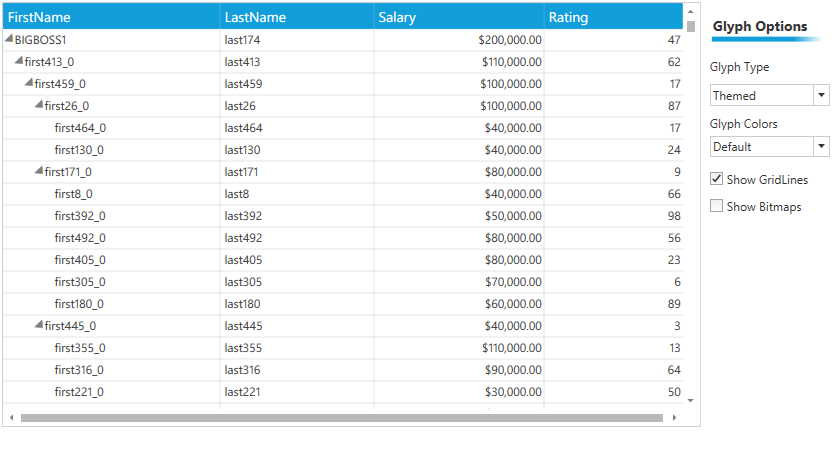 FirstName LastName Salary Rating
BIGBOSS1 last174 $200,000.00 47
first413_0 last413 $110,000.00 62
first459_0 last459 $100,000.00 17
first26_0 last26 $100,000.00 87
first464_0 last464 $40,000.00 17
first130_0 last130 $40,000.00 24
first171_0 last171 $80,000.00 9
first8_0 last8 $40,000.00 66
first392_0 last392 $50,000.00 98
first492_0 last492 $80,000.00 56
first405_0 last405 $80,000.00 23
first305_0 last305 $70,000.00 6
first180_0 last180 $60,000.00 89
first445_0 last445 $40,000.00 3
first355_0 last355 $110,000.00 13
first316_0 last316 $90,000.00 64
first221_0 last221 $30,000.00 50
Glyph Options
Glyph Type
Themed
Glyph Colors
Default
Show GridLines
Show Bitmaps